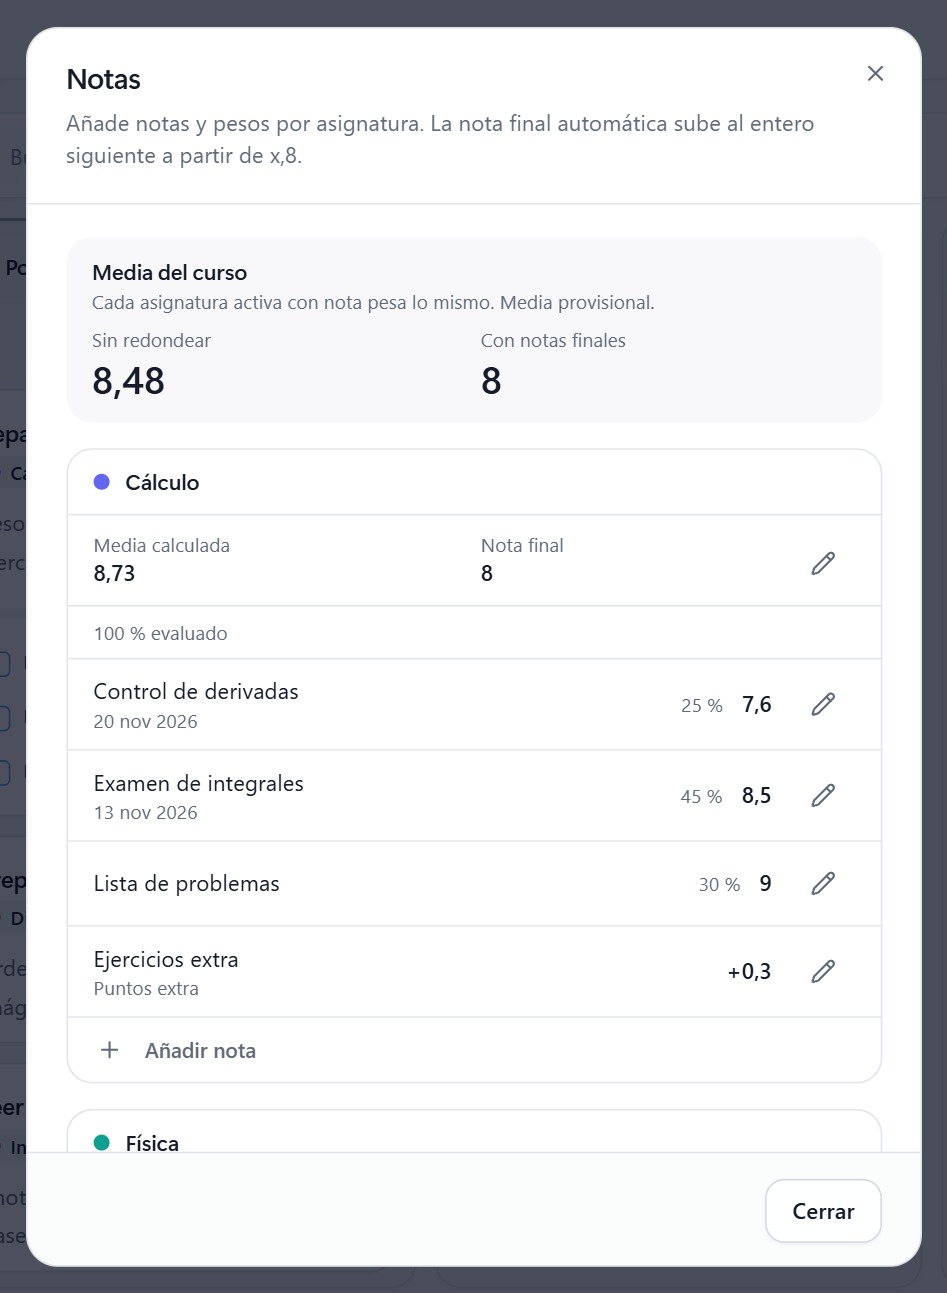 Notas
Añade notas y pesos por asignatura. La nota final automática sube al entero
siguiente a partir de x,8.
Media del curso
Cada asignatura activa con nota pesa lo mismo. Media provisional.
Sin redondear
Con notas finales
8,48
8
Cálculo
Media calculada
Nota final
8,73
8
100 % evaluado
Control de derivadas
20 nov 2026
25 % 7,6
Examen de integrales
13 nov 2026
45 % 8,5
Lista de problemas
30 % 9
Ejercicios extra
Puntos extra
+0,3
Añadir nota
Física
Cerrar